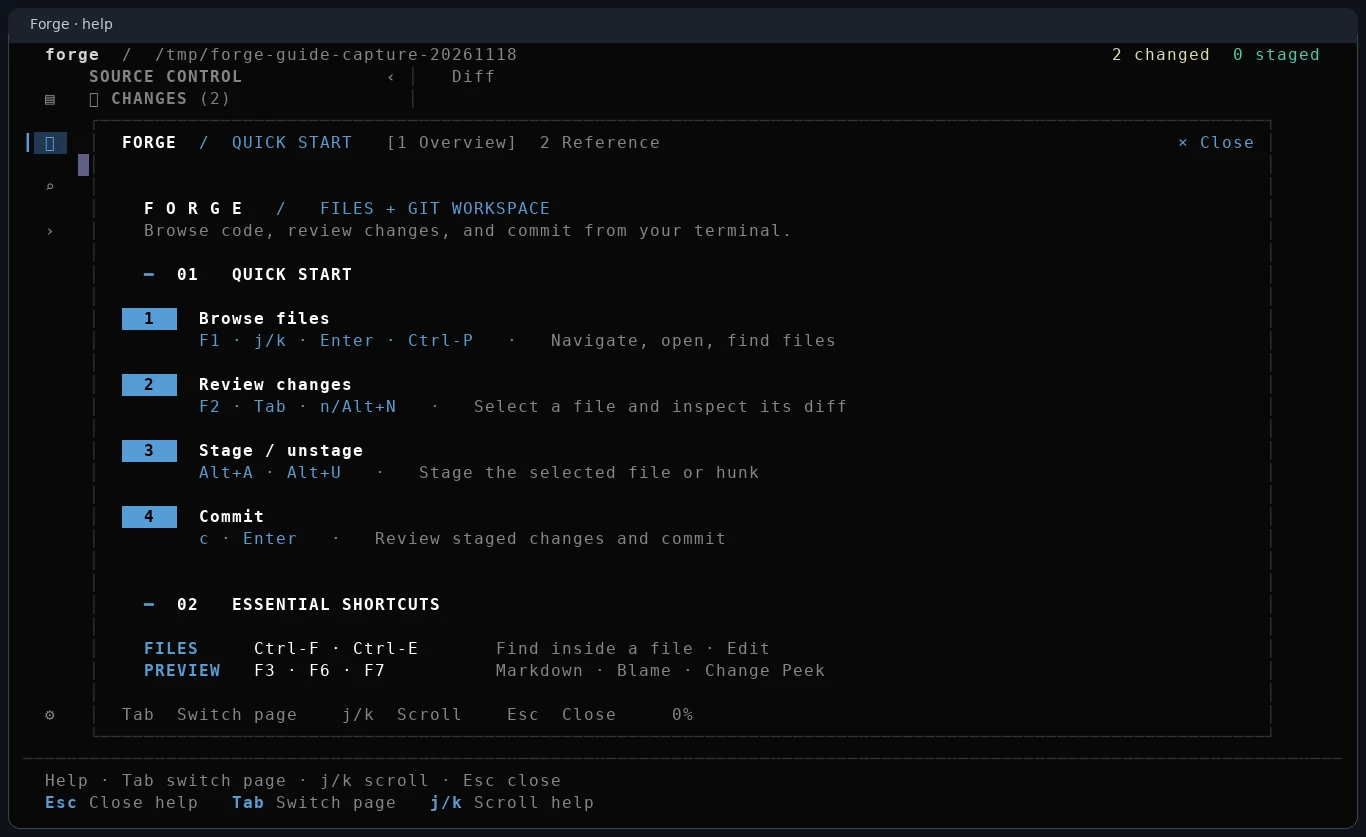 Forge · help
forge / /tmp/forge-guide-capture-20261118 2 changed 0 staged
SOURCE CONTROL ‹ Diff
CHANGES (2)
FORGE / QUICK START [1 Overview] 2 Reference × Close
F O R G E / FILES + GIT WORKSPACE
Browse code, review changes, and commit from your terminal.
01 QUICK START
1 Browse files
F1 · j/k · Enter · Ctrl-P · Navigate, open, find files
2 Review changes
F2 · Tab · n/Alt+N · Select a file and inspect its diff
3 Stage / unstage
Alt+A · Alt+U · Stage the selected file or hunk
4 Commit
c · Enter · Review staged changes and commit
02 ESSENTIAL SHORTCUTS
FILES Ctrl-F · Ctrl-E Find inside a file · Edit
PREVIEW F3 · F6 · F7 Markdown · Blame · Change Peek
Tab Switch page j/k Scroll Esc Close 0%
Help · Tab switch page · j/k scroll · Esc close
Esc Close help Tab Switch page j/k Scroll help